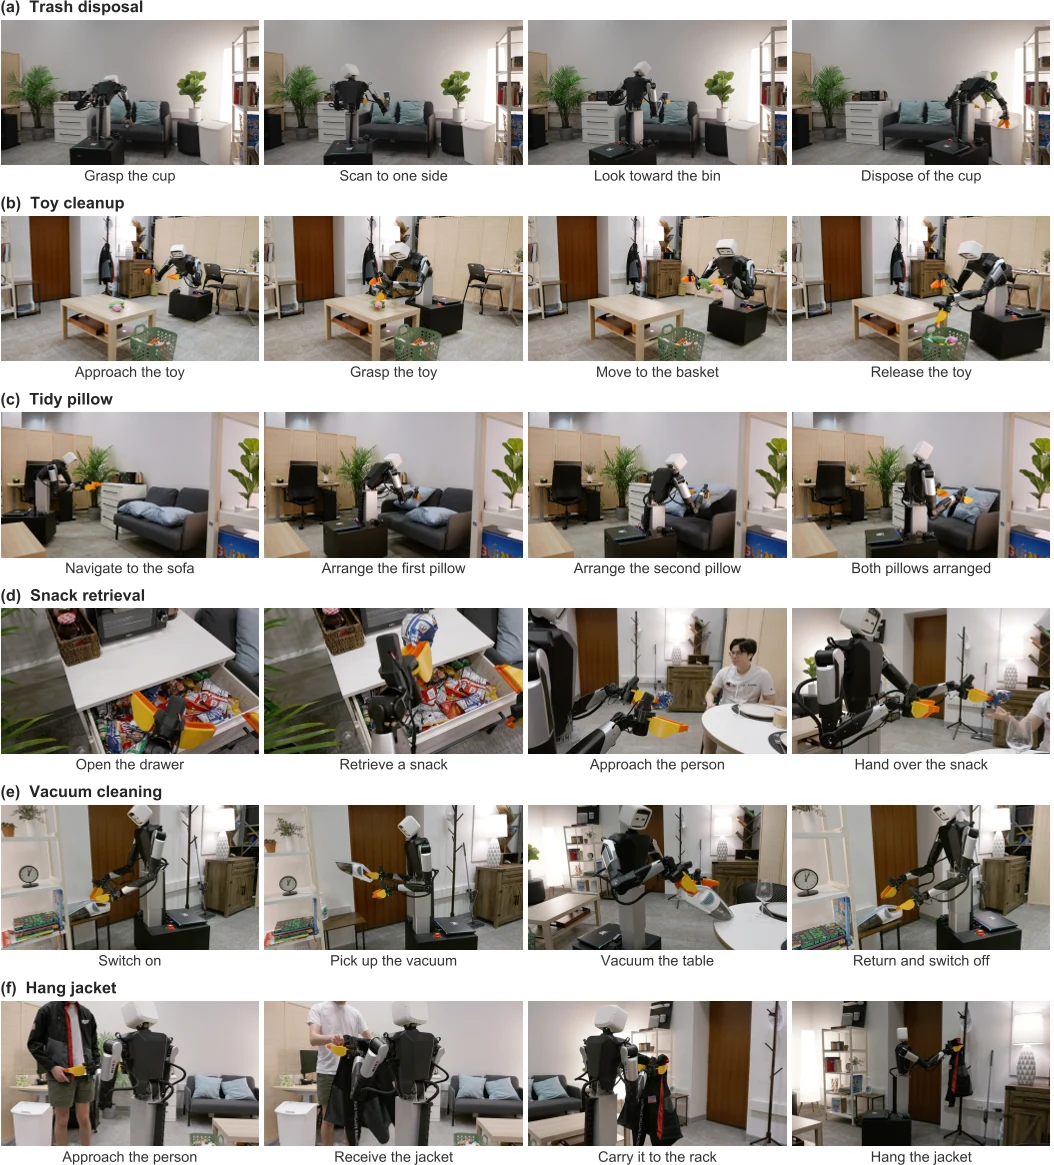 (a) Trash disposal
Grasp the cup
Scan to one side
Look toward the bin
Dispose of the cup
(b) Toy cleanup
Approach the toy
Grasp the toy
Move to the basket
Release the toy
(c) Tidy pillow
Navigate to the sofa
Arrange the first pillow
Arrange the second pillow
Both pillows arranged
(d) Snack retrieval
Open the drawer
Retrieve a snack
Approach the person
Hand over the snack
(e) Vacuum cleaning
Switch on
Pick up the vacuum
Vacuum the table
Return and switch off
(f) Hang jacket
Approach the person
Receive the jacket
Carry it to the rack
Hang the jacket